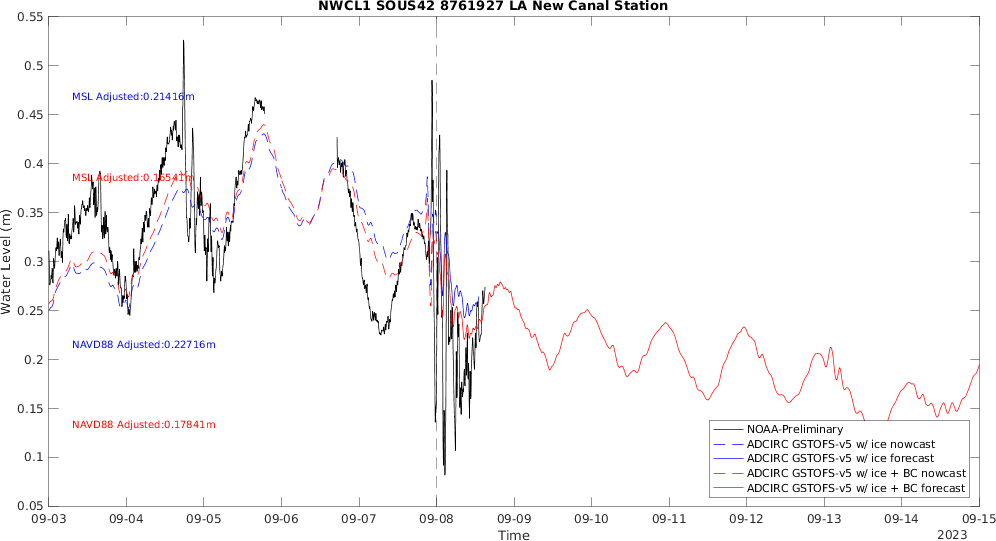 NWCL1 SOUS42 8761927 LA New Canal Station
0.55
0.5
0.45
0.4
0.35
0.3
0.25
0.2
0.15
0.1
0.05
Water Level (m)
MSL Adjusted:0.21416m
MSL Adjusted:0.16541m
NAVD88 Adjusted:0.22716m
NAVD88 Adjusted:0.17841m
NOAA-Preliminary
ADCIRC GSTOFS-v5 w/ ice nowcast
ADCIRC GSTOFS-v5 w/ ice forecast
ADCIRC GSTOFS-v5 w/ ice + BC nowcast
ADCIRC GSTOFS-v5 w/ ice + BC forecast
09-03 09-04 09-05 09-06 09-07 09-08 09-09 09-10 09-11 09-12 09-13 09-14 09-15
Time
2023